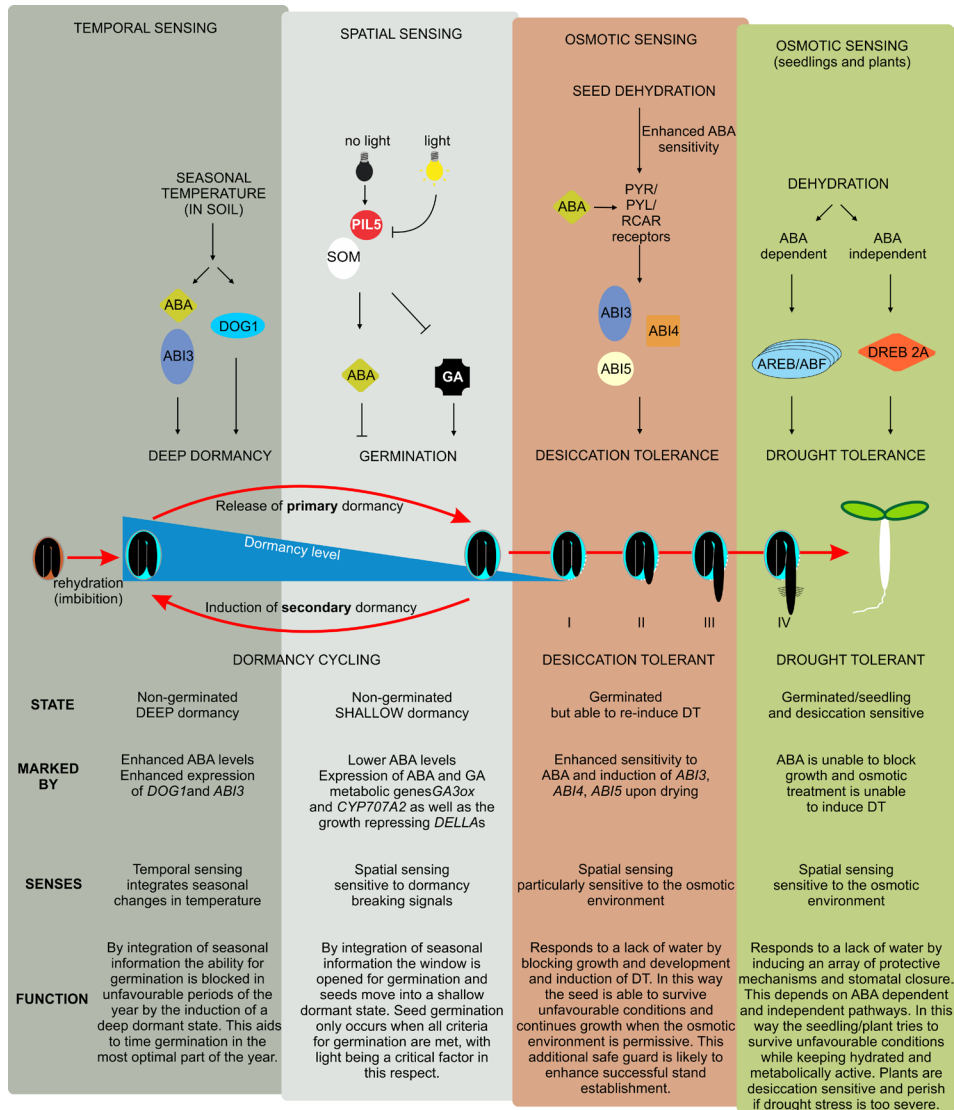 TEMPORAL SENSING
SEASONAL
TEMPERATURE
(IN SOIL)
ABA
DOG1
ABI3
DEEP DORMANCY
SPATIAL SENSING
no light
light
PIL5
SOM
ABA
GA
GERMINATION
OSMOTIC SENSING
SEED DEHYDRATION
Enhanced ABA
sensitivity
ABA
PYR/
PYL/
RCAR
receptors
ABI3
ABI4
ABI5
DESICCATION TOLERANCE
OSMOTIC SENSING
(seedlings and plants)
DEHYDRATION
ABA
dependent
ABA
independent
AREB/ABF
DREB 2A
DROUGHT TOLERANCE
Release of primary dormancy
Dormancy level
rehydration
(imbibition)
Induction of secondary dormancy
I
II
III
IV
DORMANCY CYCLING
DESICCATION TOLERANT
DROUGHT TOLERANT
STATE
Non-germinated
DEEP dormancy
Non-germinated
SHALLOW dormancy
Germinated
but able to re-induce DT
Germinated/seedling
and desiccation sensitive
MARKED
BY
Enhanced ABA levels
Enhanced expression
of DOG1and ABI3
Lower ABA levels
Expression of ABA and GA
metabolic genesGA3ox
and CYP707A2 as well as the
growth repressing DELLAs
Enhanced sensitivity to
ABA and induction of ABI3,
ABI4, ABI5 upon drying
ABA is unable to block
growth and osmotic
treatment is unable
to induce DT
SENSES
Temporal sensing
integrates seasonal
changes in temperature
Spatial sensing
sensitive to dormancy
breaking signals
Spatial sensing
particularly sensitive to the osmotic
environment
Spatial sensing
sensitive to the osmotic
environment
FUNCTION
By integration of seasonal
information the ability for
germination is blocked in
unfavourable periods of the
year by the induction of a
deep dormant state. This aids
to time germination in the
most optimal part of the year.
By integration of seasonal
information the window is
opened for germination and
seeds move into a shallow
dormant state. Seed germination
only occurs when all criteria
for germination are met, with
light being a critical factor in
this respect.
Responds to a lack of water by
blocking growth and development
and induction of DT. In this way
the seed is able to survive
unfavourable conditions and
continues growth when the osmotic
environment is permissive. This
additional safe guard is likely to
enhance successful stand
establishment.
Responds to a lack of water by
inducing an array of protective
mechanisms and stomatal closure.
This depends on ABA dependent
and independent pathways. In this
way the seedling/plant tries to
survive unfavourable conditions
while keeping hydrated and
metabolically active. Plants are
desiccation sensitive and perish
if drought stress is too severe.